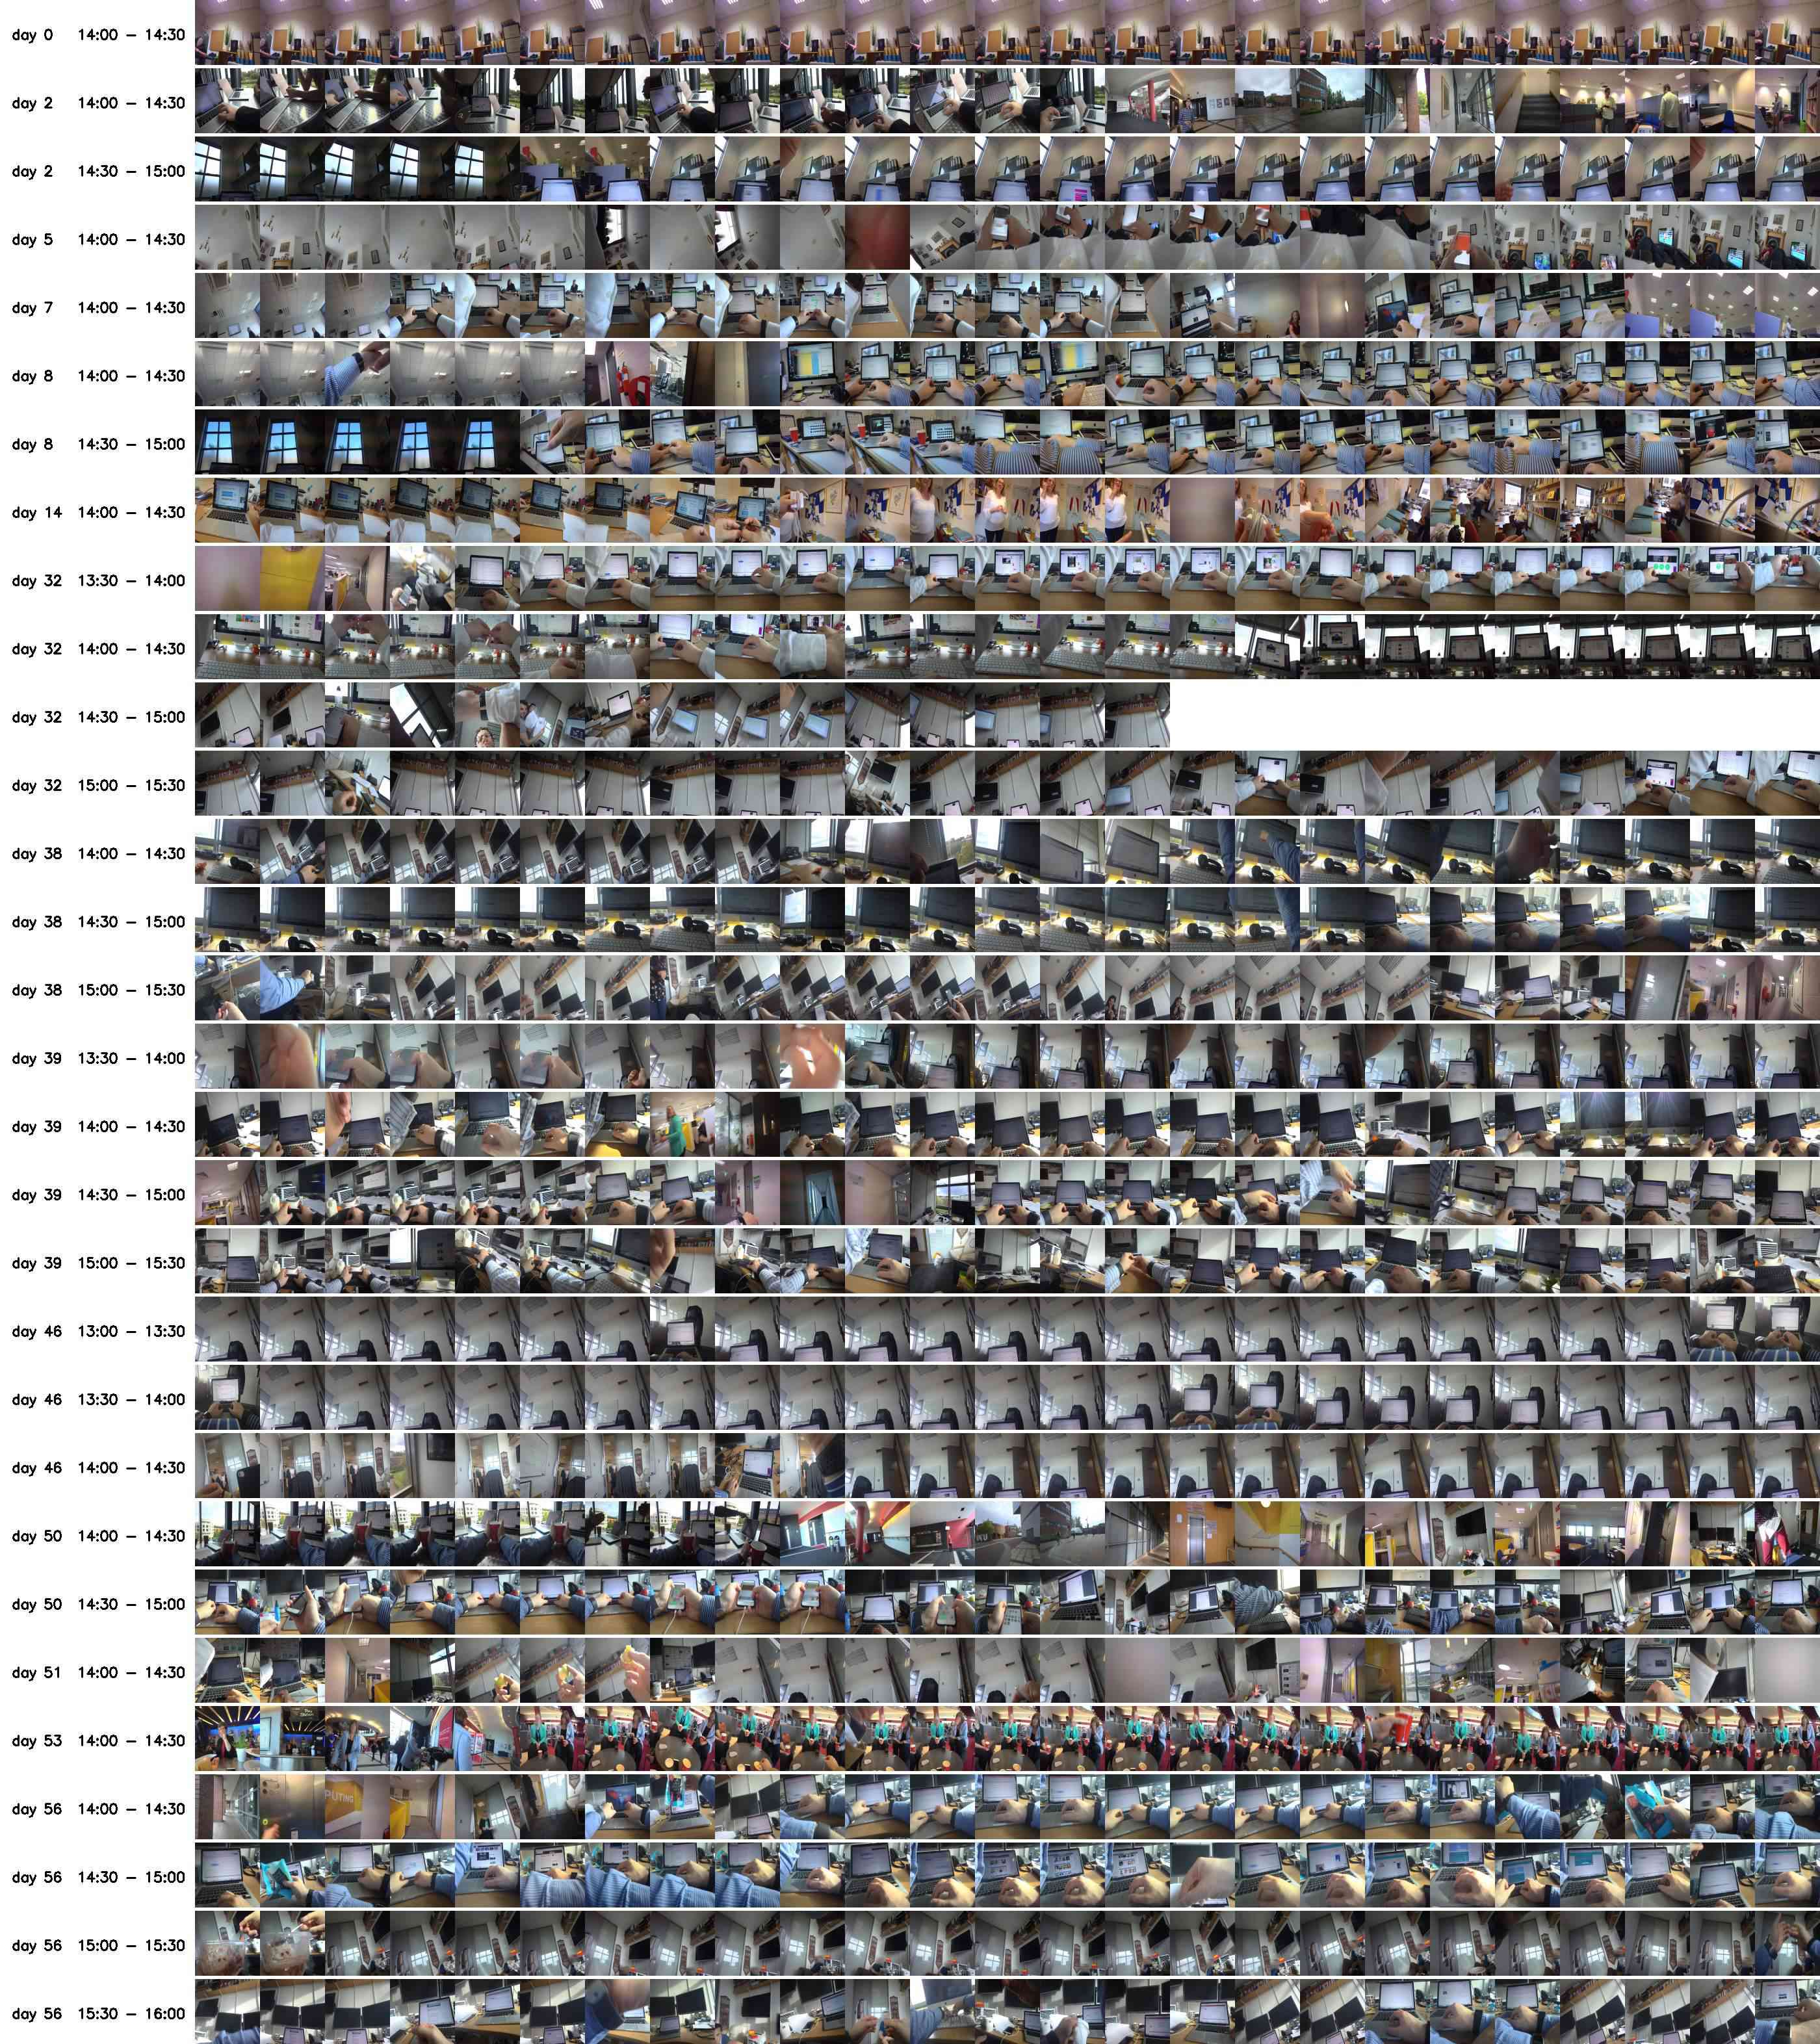 day 0 14:00 - 14:30
day 2 14:00 - 14:30
day 2 14:30 - 15:00
day 5 14:00 - 14:30
day 7 14:00 - 14:30
day 8 14:00 - 14:30
day 8 14:30 - 15:00
day 14 14:00 - 14:30
day 32 13:30 - 14:00
day 32 14:00 - 14:30
day 32 14:30 - 15:00
day 32 15:00 - 15:30
day 38 14:00 - 14:30
day 38 14:30 - 15:00
day 38 15:00 - 15:30
day 39 13:30 - 14:00
day 39 14:00 - 14:30
day 39 14:30 - 15:00
day 39 15:00 - 15:30
day 46 13:00 - 13:30
day 46 13:30 - 14:00
day 46 14:00 - 14:30
day 50 14:00 - 14:30
day 50 14:30 - 15:00
day 51 14:00 - 14:30
day 53 14:00 - 14:30
day 56 14:00 - 14:30
PUTING
day 56 14:30 - 15:00
day 56 15:00 - 15:30
day 56 15:30 - 16:00